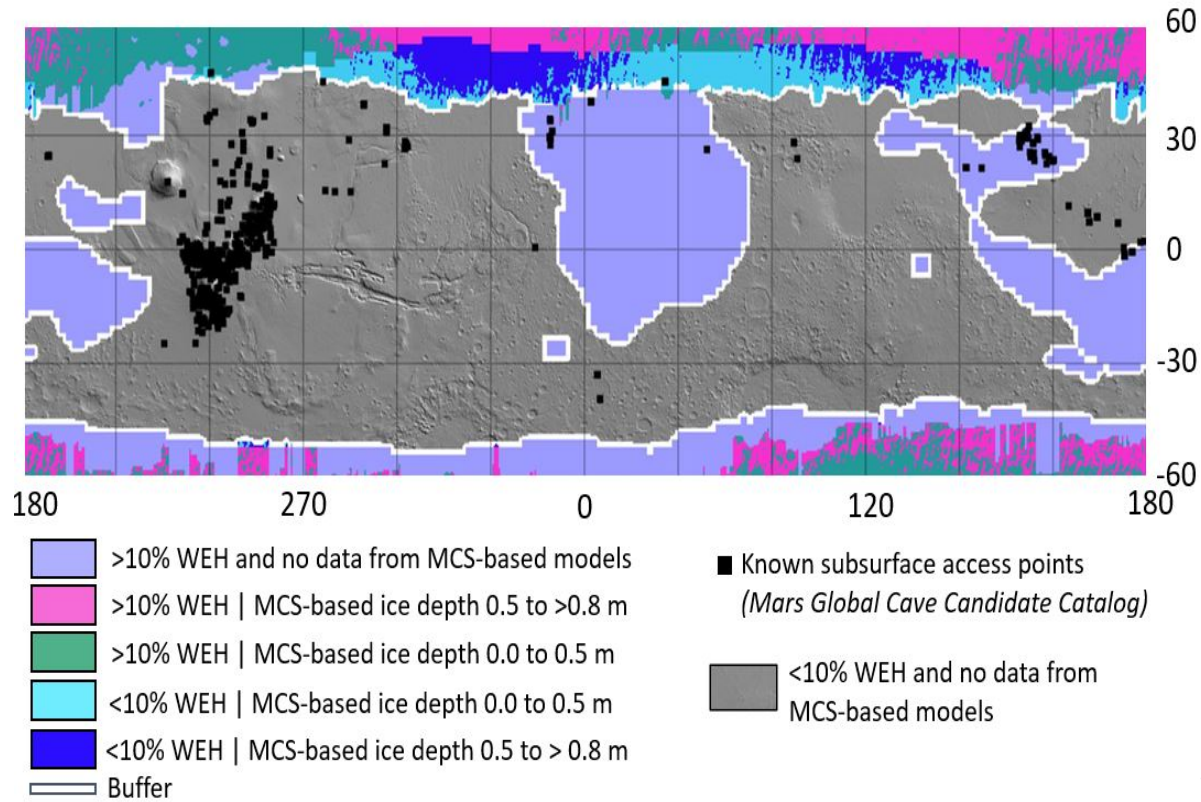 60
30
0
-30
-60
180 270 0 120 180
>10% WEH and no data from MCS-based models
>10% WEH | MCS-based ice depth 0.5 to >0.8 m
>10% WEH | MCS-based ice depth 0.0 to 0.5 m
<10% WEH | MCS-based ice depth 0.0 to 0.5 m
<10% WEH | MCS-based ice depth 0.5 to > 0.8 m
Buffer
Known subsurface access points
(Mars Global Cave Candidate Catalog)
<10% WEH and no data from
MCS-based models